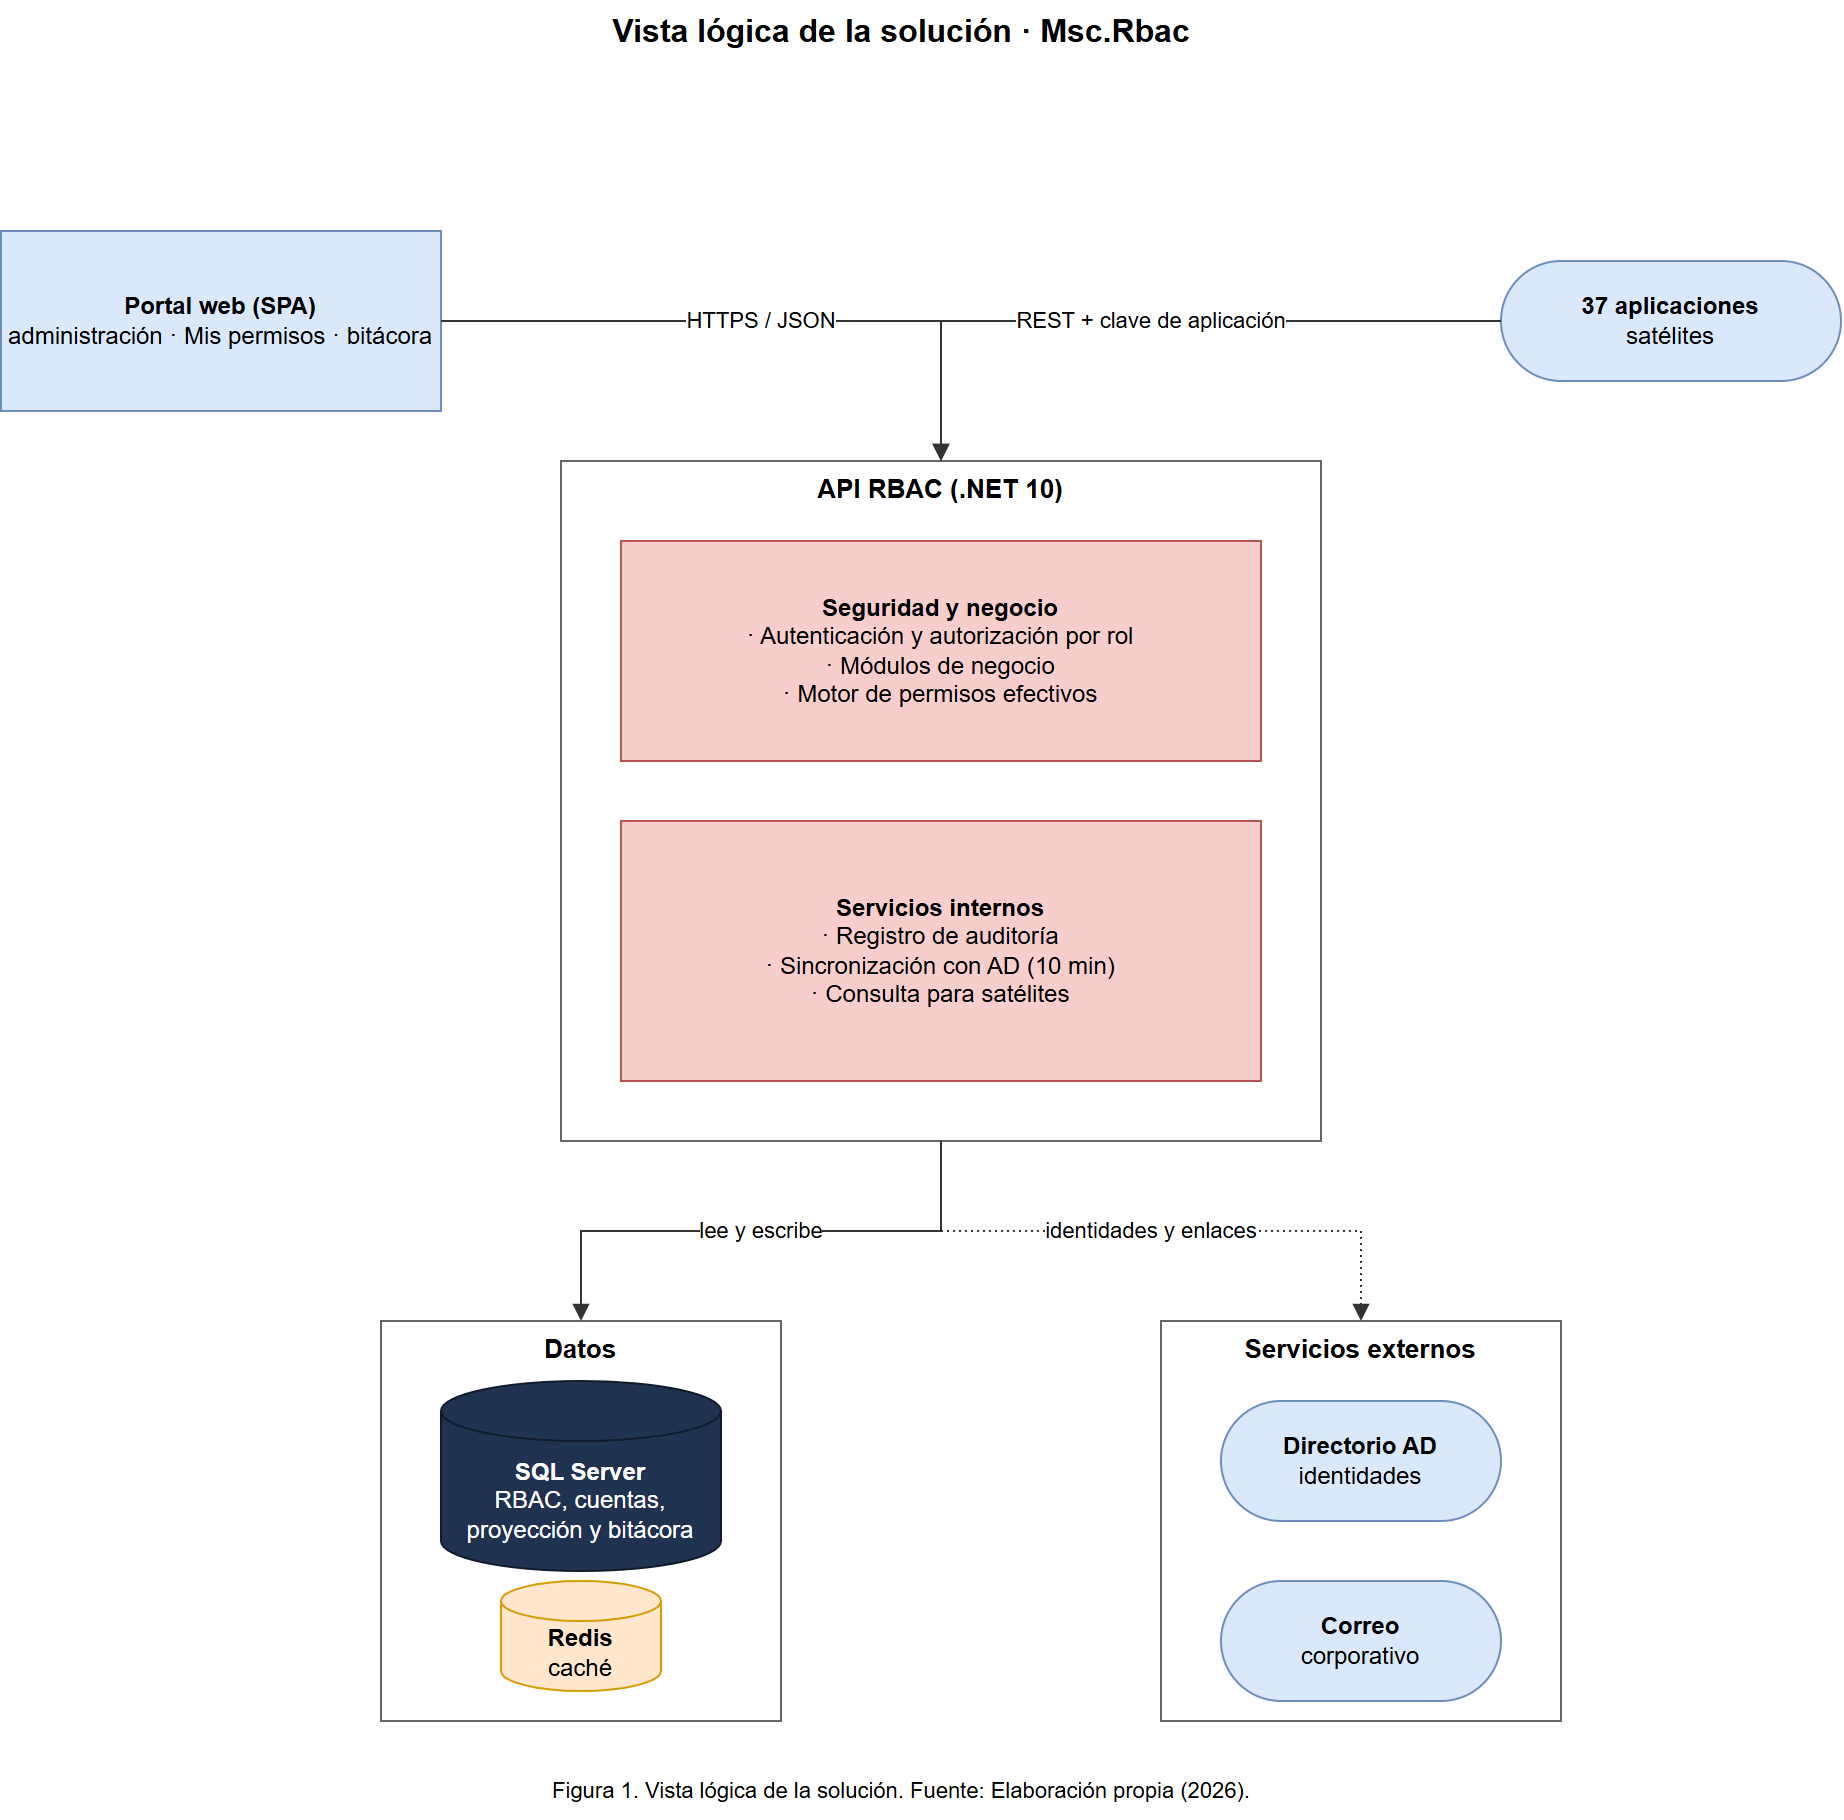 Vista lógica de la solución · Msc.Rbac
Portal web (SPA)
administración · Mis permisos · bitácora
HTTPS / JSON
REST + clave de aplicación
37 aplicaciones
satélites
API RBAC (.NET 10)
Seguridad y negocio
· Autenticación y autorización por rol
· Módulos de negocio
· Motor de permisos efectivos
Servicios internos
· Registro de auditoría
· Sincronización con AD (10 min)
· Consulta para satélites
lee y escribe
identidades y enlaces
Datos
SQL Server
RBAC, cuentas,
proyección y bitácora
Redis
caché
Servicios externos
Directorio AD
identidades
Correo
corporativo
Figura 1. Vista lógica de la solución. Fuente: Elaboración propia (2026).